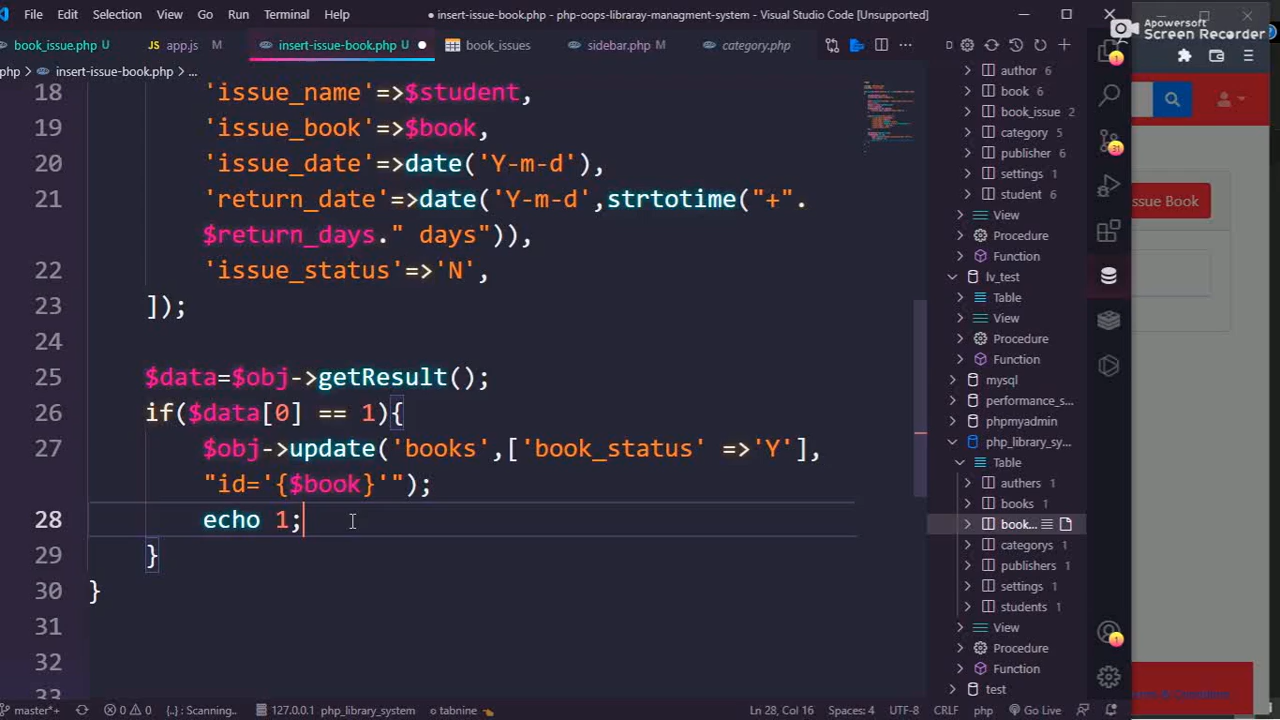 File Edit Selection View Go Run Terminal Help
● insert-issue-book.php - php-oops-libraray-managment-system - Visual Studio Code [Unsupported]
Apowersoft
Screen Recorder
book_issue.php U
app.js M
insert-issue-book.php U ●
book_issues
sidebar.php M
category.php
D
php > insert-issue-book.php > ...
18 'issue_name'=>$student,
19 'issue_book'=>$book,
20 'issue_date'=>date('Y-m-d'),
21 'return_date'=>date('Y-m-d',strtotime("+".
$return_days." days")),
22 'issue_status'=>'N',
23 ]);
24
25 $data=$obj->getResult();
26 if($data[0] == 1){
27 $obj->update('books',['book_status' =>'Y'],
"id='{$book}'");
28 echo 1;
29 }
30 }
31
32
33
author 6
book 6
book_issue 2
category 5
publisher 6
settings 1
student 6
View
Procedure
Function
lv_test
Table
View
Procedure
Function
mysql
performance_s...
phpmyadmin
php_library_sy...
Table
authers 1
books 1
book...
categorys 1
publishers 1
settings 1
students 1
View
Procedure
Function
test
1
31
1
ssue Book
master*+ 0 0 {..} : Scanning.. 127.0.0.1 php_library_system tabnine Ln 28, Col 16 Spaces: 4 UTF-8 CRLF php Go Live